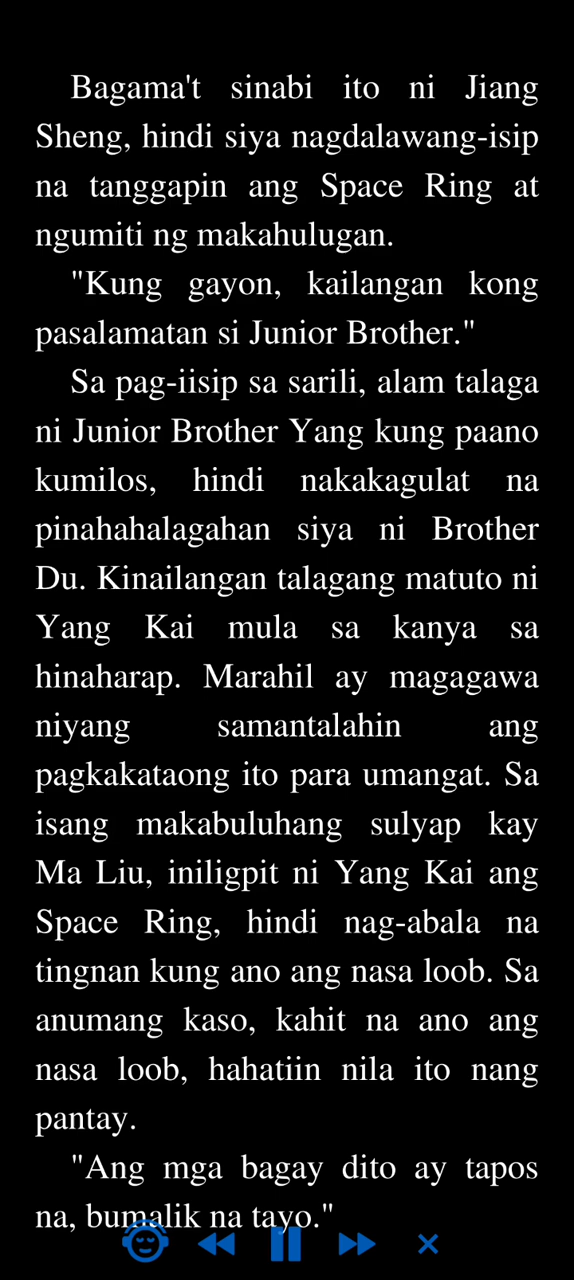 Bagama't sinabi ito ni Jiang
Sheng, hindi siya nagdalawang-isip
na tanggapin ang Space Ring at
ngumiti ng makahulugan.
"Kung gayon, kailangan kong
pasalamatan si Junior Brother."
Sa pag-iisip sa sarili, alam talaga
ni Junior Brother Yang kung paano
kumilos, hindi nakakagulat na
pinahahalagahan siya ni Brother
Du. Kinailangan talagang matuto ni
Yang Kai mula sa kanya sa
hinaharap. Marahil ay magagawa
niyang samantalahin ang
pagkakataong ito para umangat. Sa
isang makabuluhang sulyap kay
Ma Liu, iniligpit ni Yang Kai ang
Space Ring, hindi nag-abala na
tingnan kung ano ang nasa loob. Sa
anumang kaso, kahit na ano ang
nasa loob, hahatiin nila ito nang
pantay.
"Ang mga bagay dito ay tapos
na, bumalik na tayo."